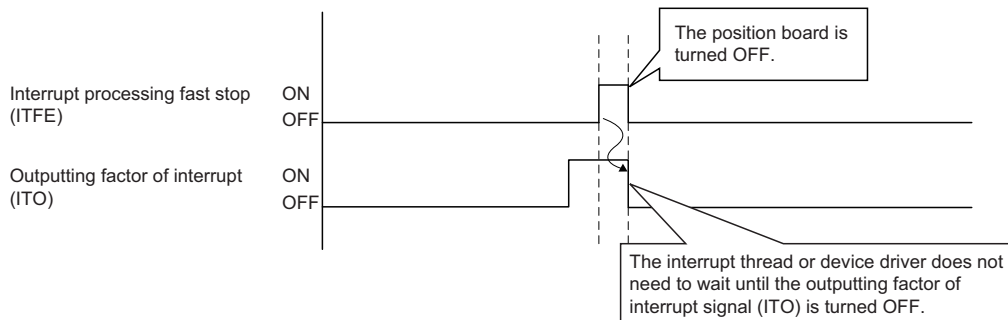 The position board is
turned OFF.
Interrupt processing fast stop
(ITFE)
ON
OFF
Outputting factor of interrupt
(ITO)
ON
OFF
The interrupt thread or device driver does not
need to wait until the outputting factor of
interrupt signal (ITO) is turned OFF.